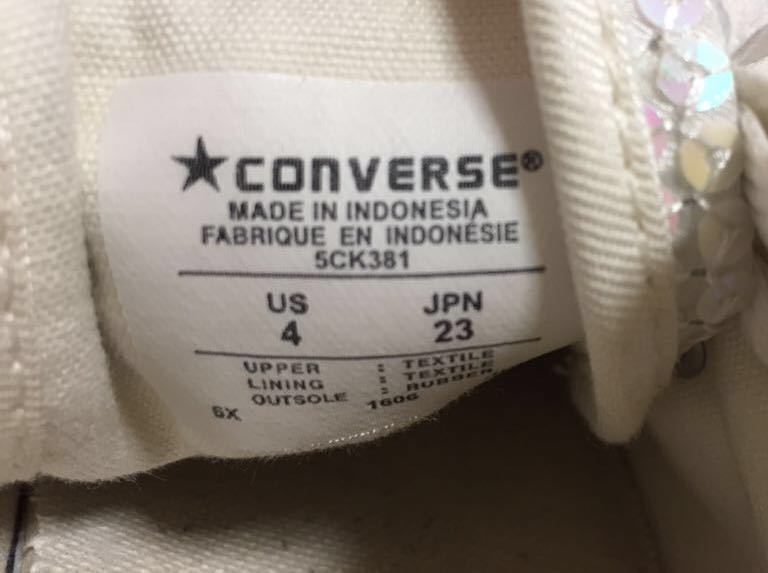 ★CONVERSE®
MADE IN INDONESIA
FABRIQUE EN INDONÉSIE
5CK381
US JPN
4 23
UPPER : TEXTILE
LINING : TEXTILE
OUTSOLE : RUBBER
6X 1606